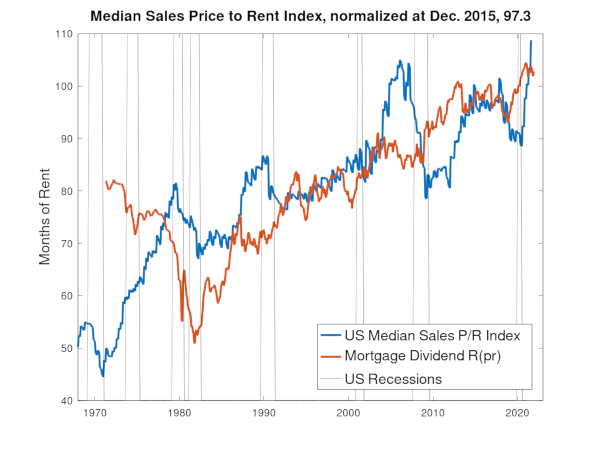 Median Sales Price to Rent Index, normalized at Dec. 2015, 97.3
110
100
90
80
70
60
50
40
Months of Rent
1970
1980
1990
2000
2010
2020
US Median Sales P/R Index
Mortgage Dividend R(pr)
US Recessions